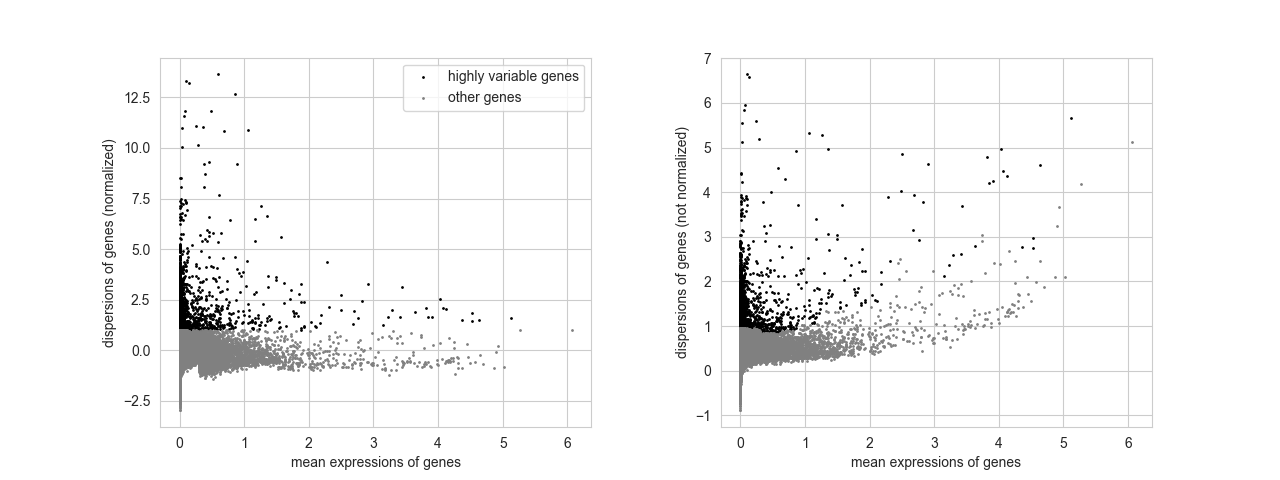 highly variable genes
other genes
12.5
10.0
7.5
5.0
2.5
0.0
−2.5
dispersions of genes (normalized)
0 1 2 3 4 5 6
mean expressions of genes
7
6
5
4
3
2
1
0
−1
dispersions of genes (not normalized)
0 1 2 3 4 5 6
mean expressions of genes